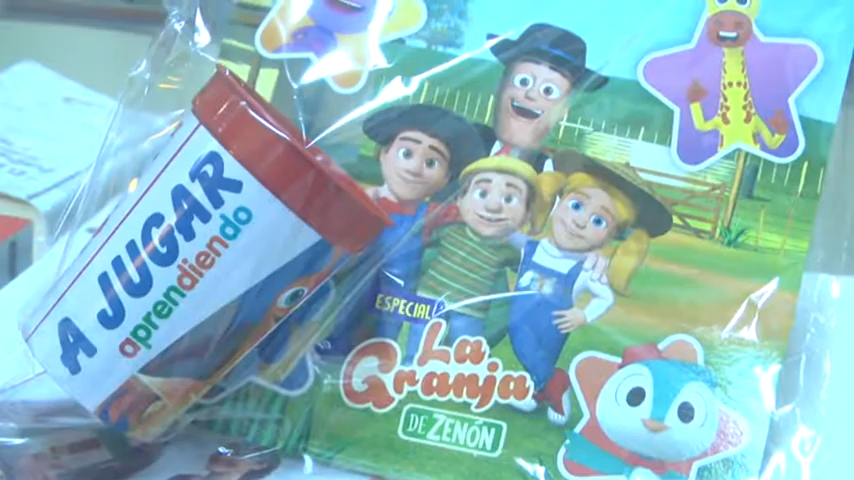 A JUGAR
aprendiendo
ESPECIAL
La
Granja
DE ZENÓN